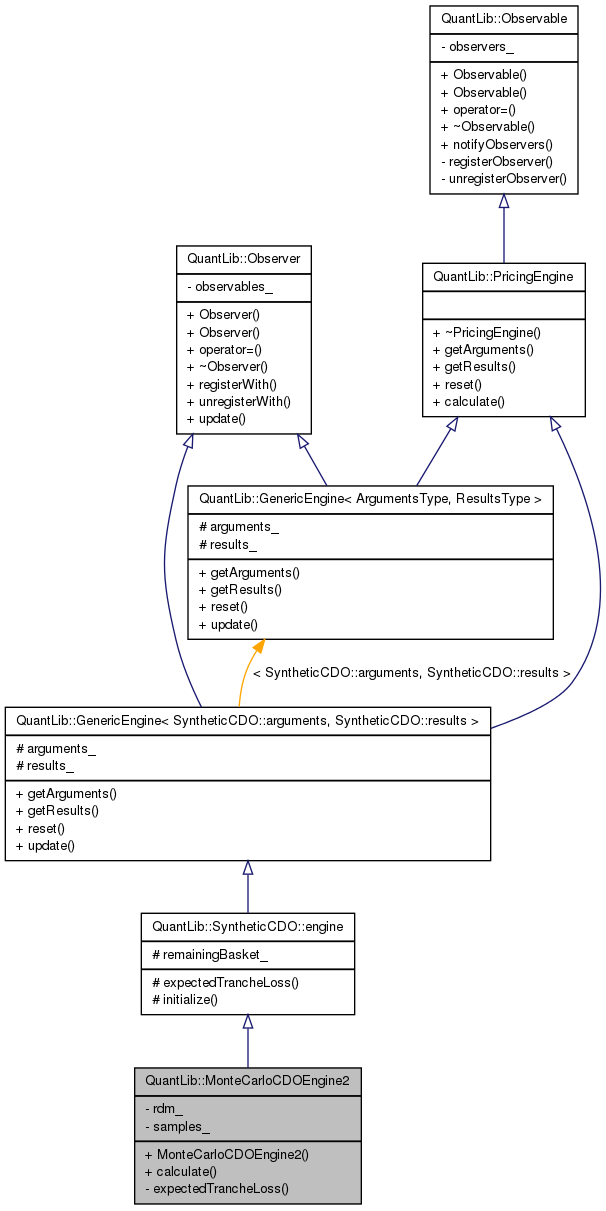 QuantLib::Observable
- observers_
+ Observable()
+ Observable()
+ operator=()
+ ~Observable()
+ notifyObservers()
- registerObserver()
- unregisterObserver()
QuantLib::Observer
- observables_
+ Observer()
+ Observer()
+ operator=()
+ ~Observer()
+ registerWith()
+ unregisterWith()
+ update()
QuantLib::PricingEngine
+ ~PricingEngine()
+ getArguments()
+ getResults()
+ reset()
+ calculate()
QuantLib::GenericEngine< ArgumentsType, ResultsType >
# arguments_
# results_
+ getArguments()
+ getResults()
+ reset()
+ update()
< SyntheticCDO::arguments, SyntheticCDO::results >
QuantLib::GenericEngine< SyntheticCDO::arguments, SyntheticCDO::results >
# arguments_
# results_
+ getArguments()
+ getResults()
+ reset()
+ update()
QuantLib::SyntheticCDO::engine
# remainingBasket_
# expectedTrancheLoss()
# initialize()
QuantLib::MonteCarloCDOEngine2
- rdm_
- samples_
+ MonteCarloCDOEngine2()
+ calculate()
- expectedTrancheLoss()